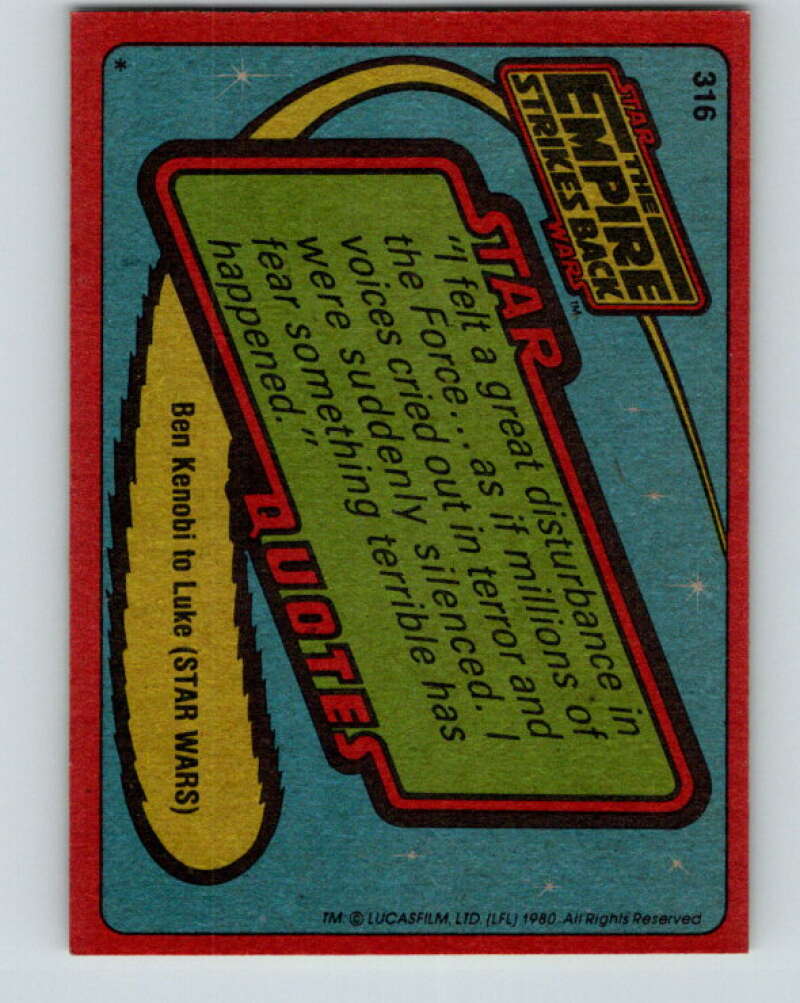 316
STAR
THE
EMPIRE
STRIKES BACK
WARS™
STAR
"I felt a great disturbance in
the Force... as if millions of
voices cried out in terror and
were suddenly silenced. I
fear something terrible has
happened."
QUOTES
Ben Kenobi to Luke (STAR WARS)
*
TM: © LUCASFILM, LTD. (LFL) 1980. All Rights Reserved